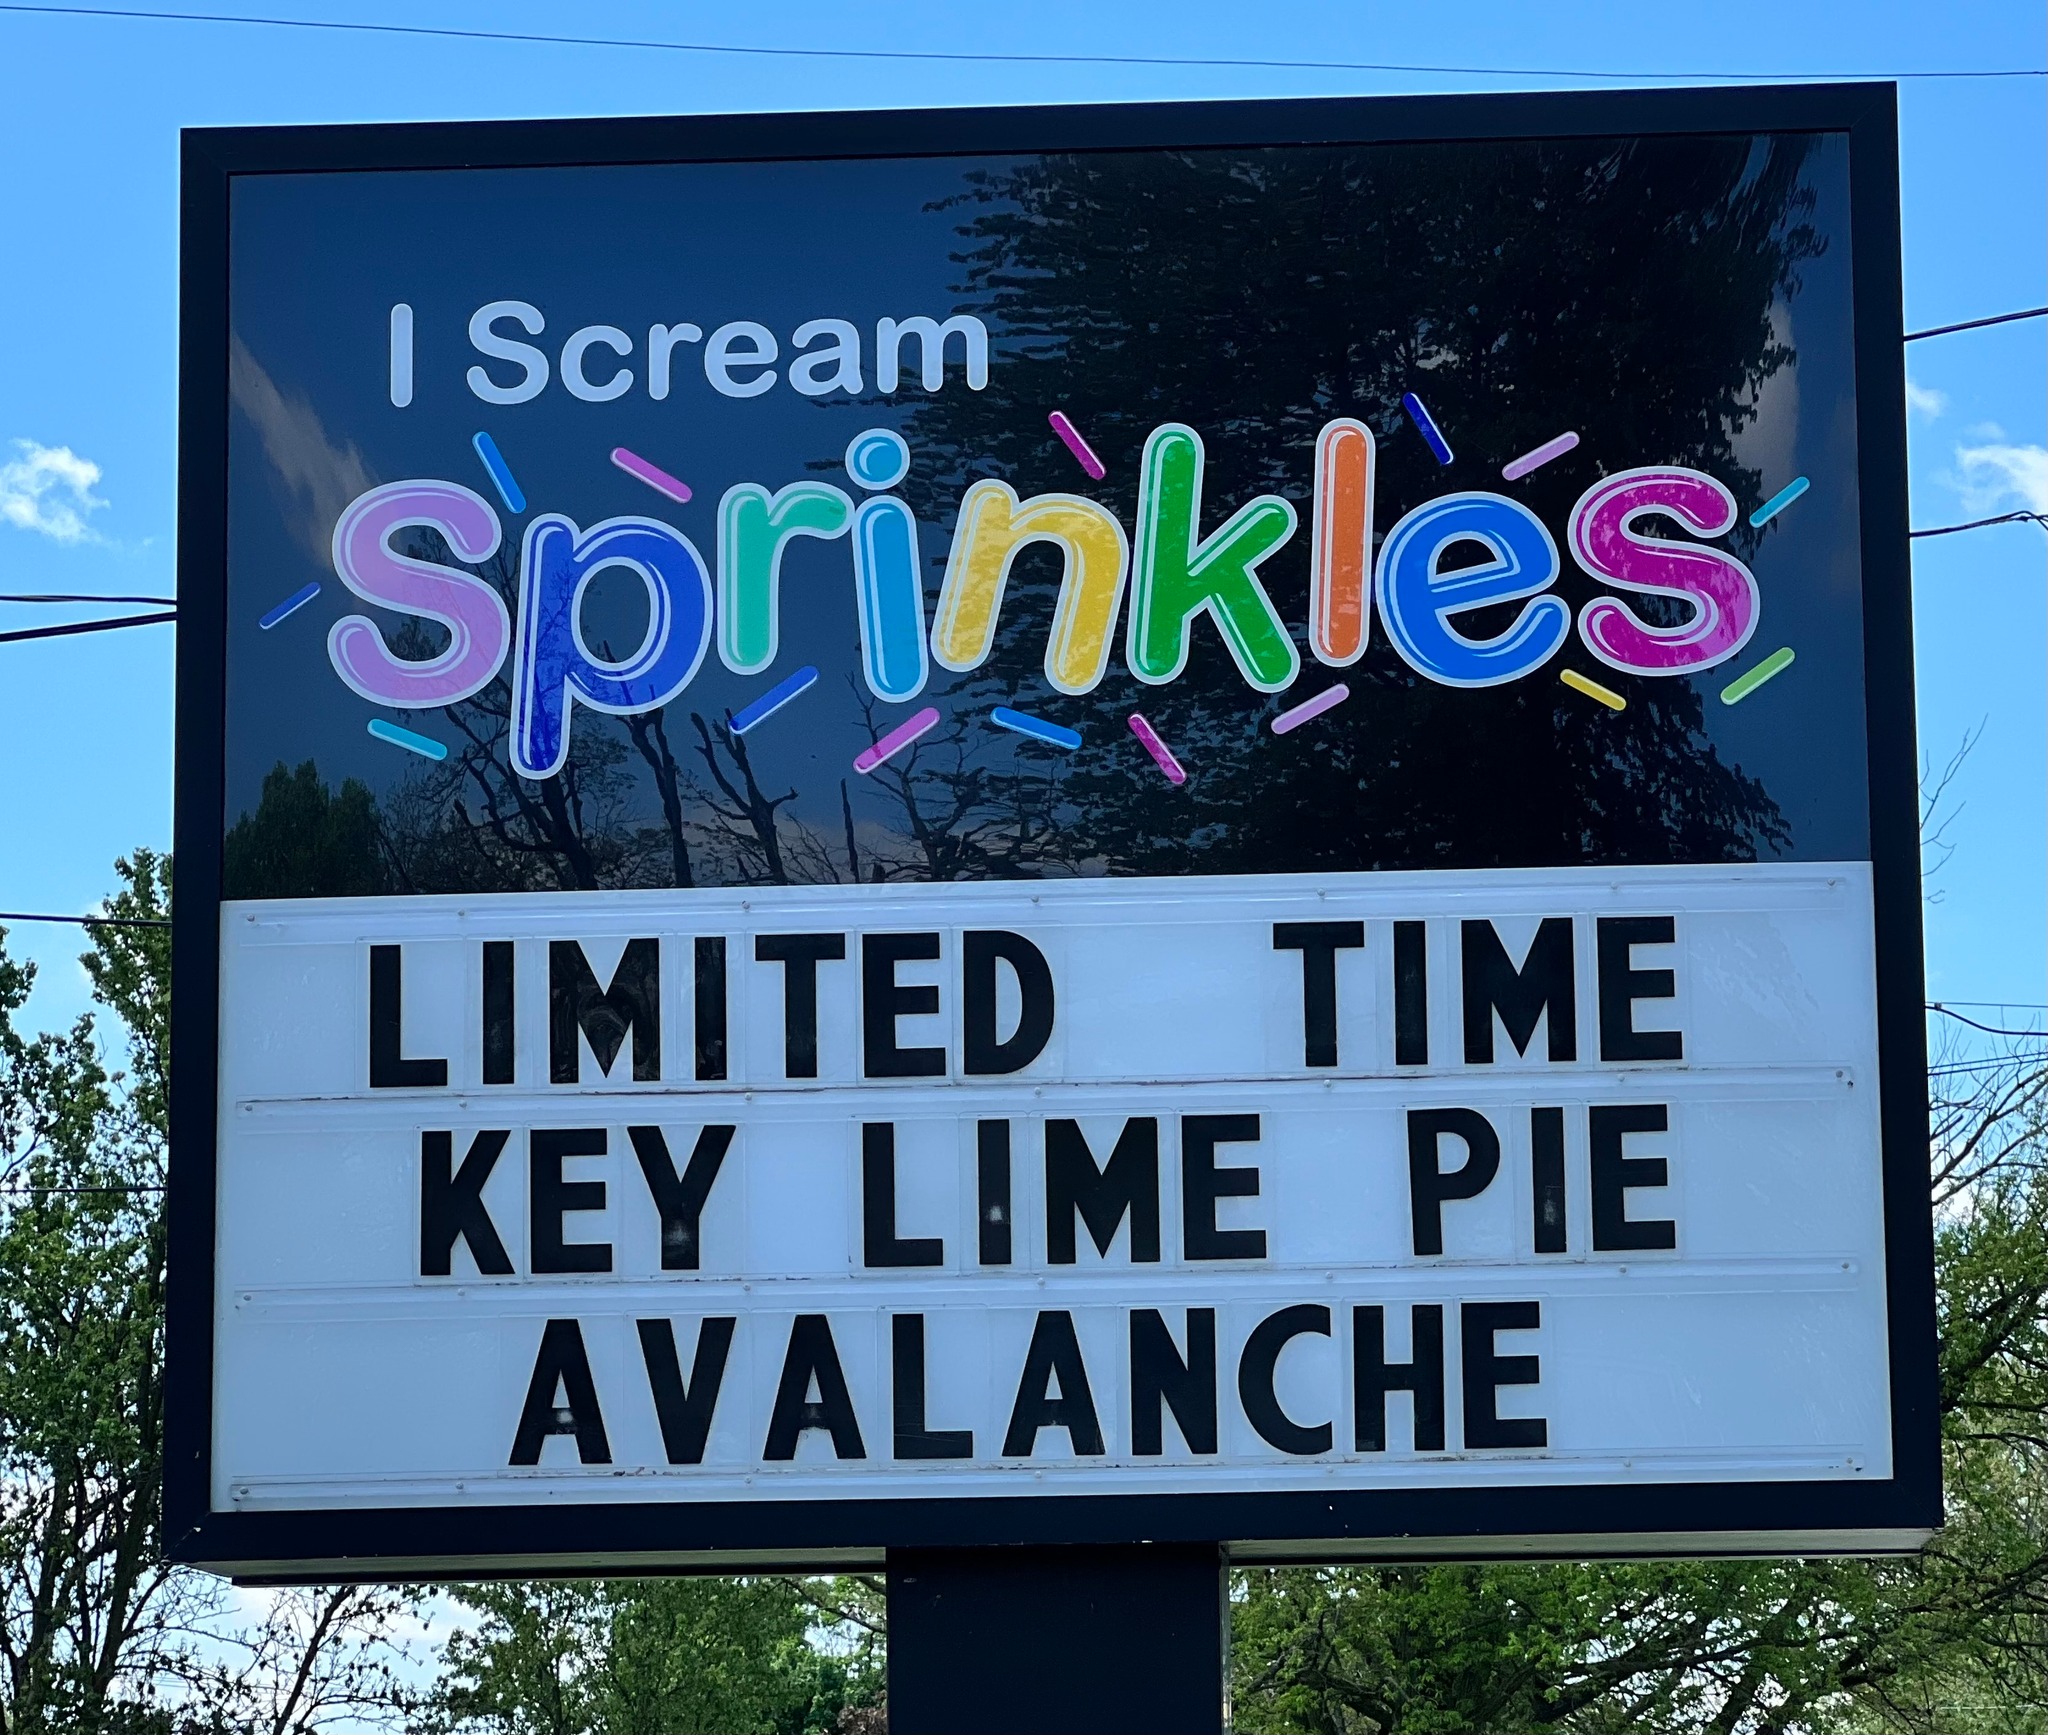 I Scream
sprinkles
LIMITED TIME
KEY LIME PIE
AVALANCHE